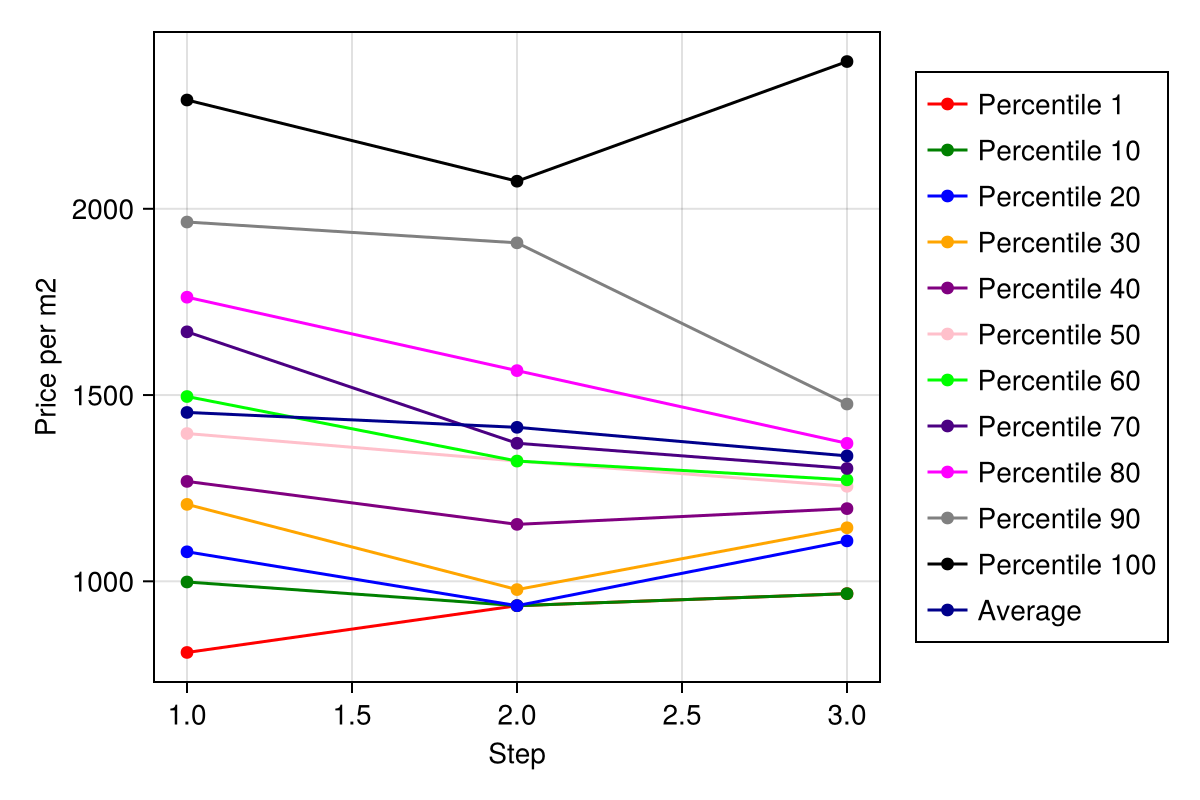 Price per m2
2000
1500
1000
1.0 1.5 2.0 2.5 3.0
Step
Percentile 1
Percentile 10
Percentile 20
Percentile 30
Percentile 40
Percentile 50
Percentile 60
Percentile 70
Percentile 80
Percentile 90
Percentile 100
Average